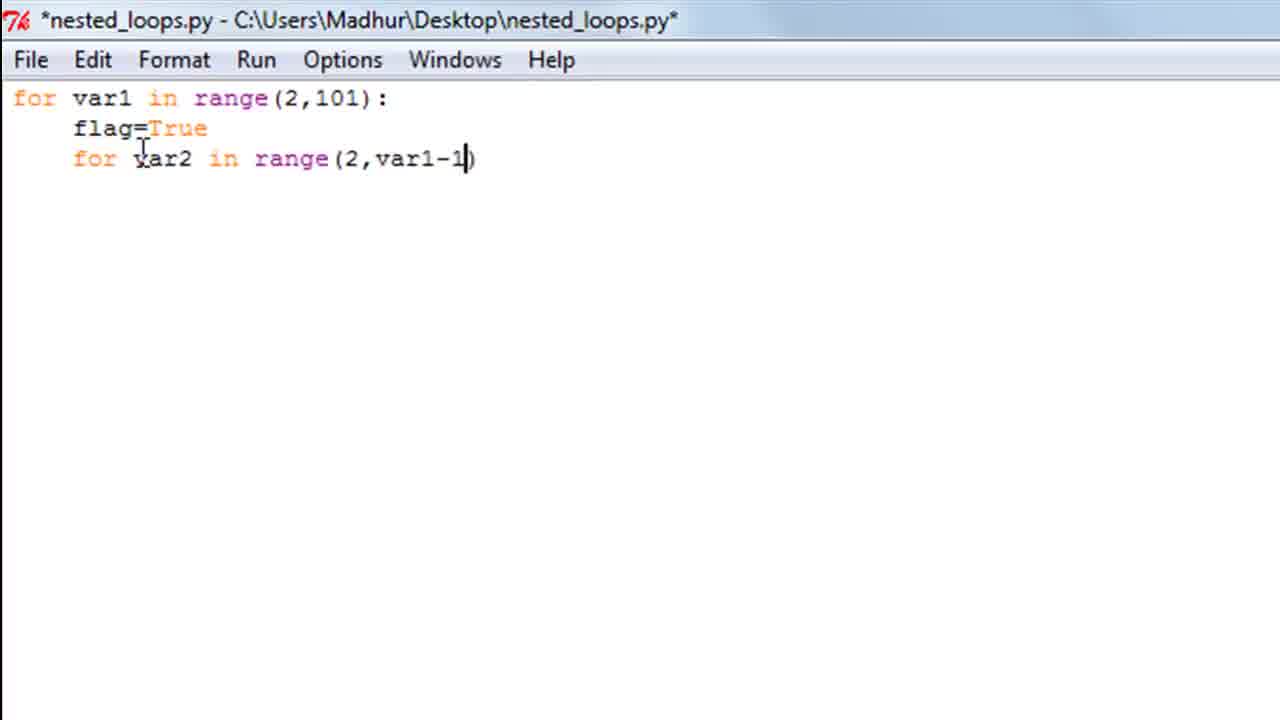 *nested_loops.py - C:\Users\Madhur\Desktop\nested_loops.py*
File Edit Format Run Options Windows Help
for var1 in range(2,101):
    flag=True
    for var2 in range(2,var1-1)